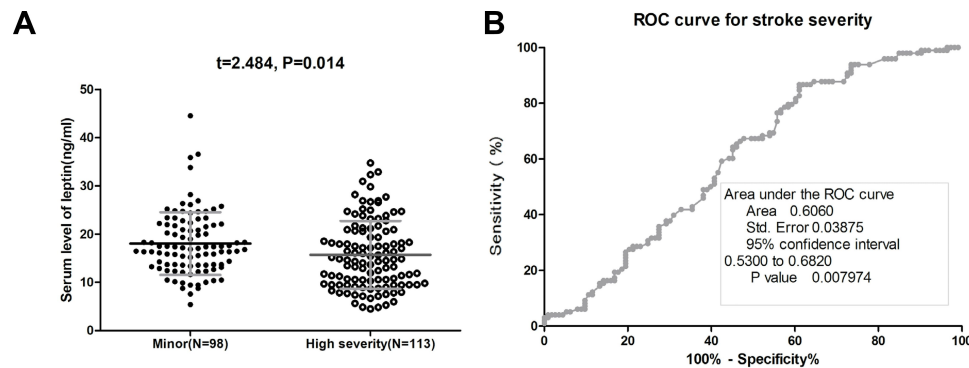 A
t=2.484, P=0.014
Serum level of leptin(ng/ml)
50
40
30
20
10
0
Minor(N=98)
High severity(N=113)
B
ROC curve for stroke severity
Sensitivity ( %)
100
80
60
40
20
0
Area under the ROC curve
Area 0.6060
Std. Error 0.03875
95% confidence interval
0.5300 to 0.6820
P value 0.007974
0 20 40 60 80 100
100% - Specificity%